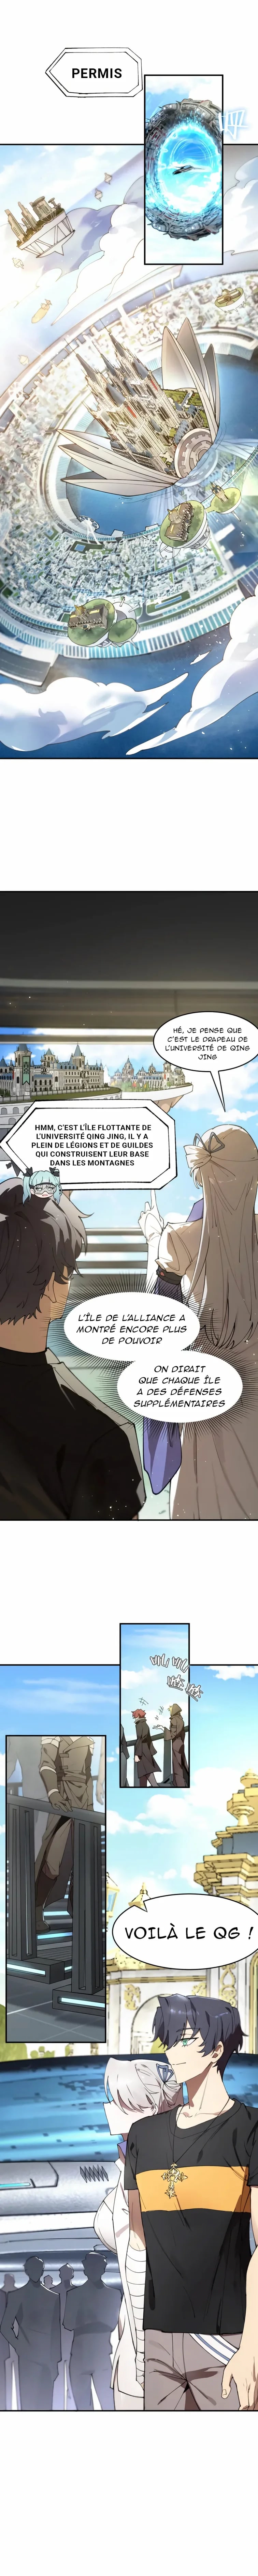 PERMIS
HÉ, JE PENSE QUE
C'EST LE DRAPEAU DE
L'UNIVERSITÉ DE QING
JING
HMM, C'EST L'ÎLE FLOTTANTE DE
L'UNIVERSITÉ QING JING, IL Y A
PLEIN DE LÉGIONS ET DE GUILDES
QUI CONSTRUISENT LEUR BASE
DANS LES MONTAGNES
L'ÎLE DE L'ALLIANCE A
MONTRÉ ENCORE PLUS
DE POUVOIR
ON DIRAIT
QUE CHAQUE ÎLE
A DES DÉFENSES
SUPPLÉMENTAIRES
VOILÀ LE QG !